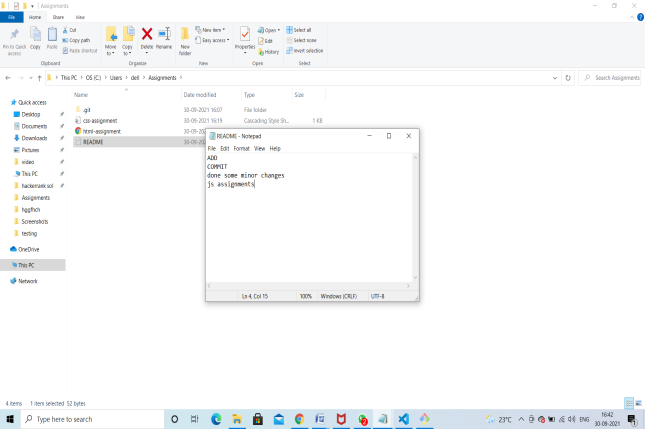 Assignments
File Home Share View
Pin to Quick access
Copy
Paste
Cut
Copy path
Paste shortcut
Clipboard
Move to
Copy to
Delete
Rename
Organize
New folder
New item
Easy access
New
Properties
Open
Edit
History
Open
Select all
Select none
Invert selection
Select
This PC > OS (C:) > Users > dell > Assignments >
Search Assignments
Name Date modified Type Size
Quick access
Desktop
Documents
Downloads
Pictures
video
This PC
hackerrank sol
Assignments
hggfhch
Screenshots
testing
OneDrive
This PC
Network
.git 30-09-2021 16:07 File folder
css-assignment 30-09-2021 16:19 Cascading Style Sh... 1 KB
html-assignment 30-09-202
README 30-09-202
README - Notepad
File Edit Format View Help
ADD
COMMIT
done some minor changes
js assignments
Ln 4, Col 15 100% Windows (CRLF) UTF-8
4 items 1 item selected 52 bytes
Type here to search
23°C ENG 16:42
30-09-2021